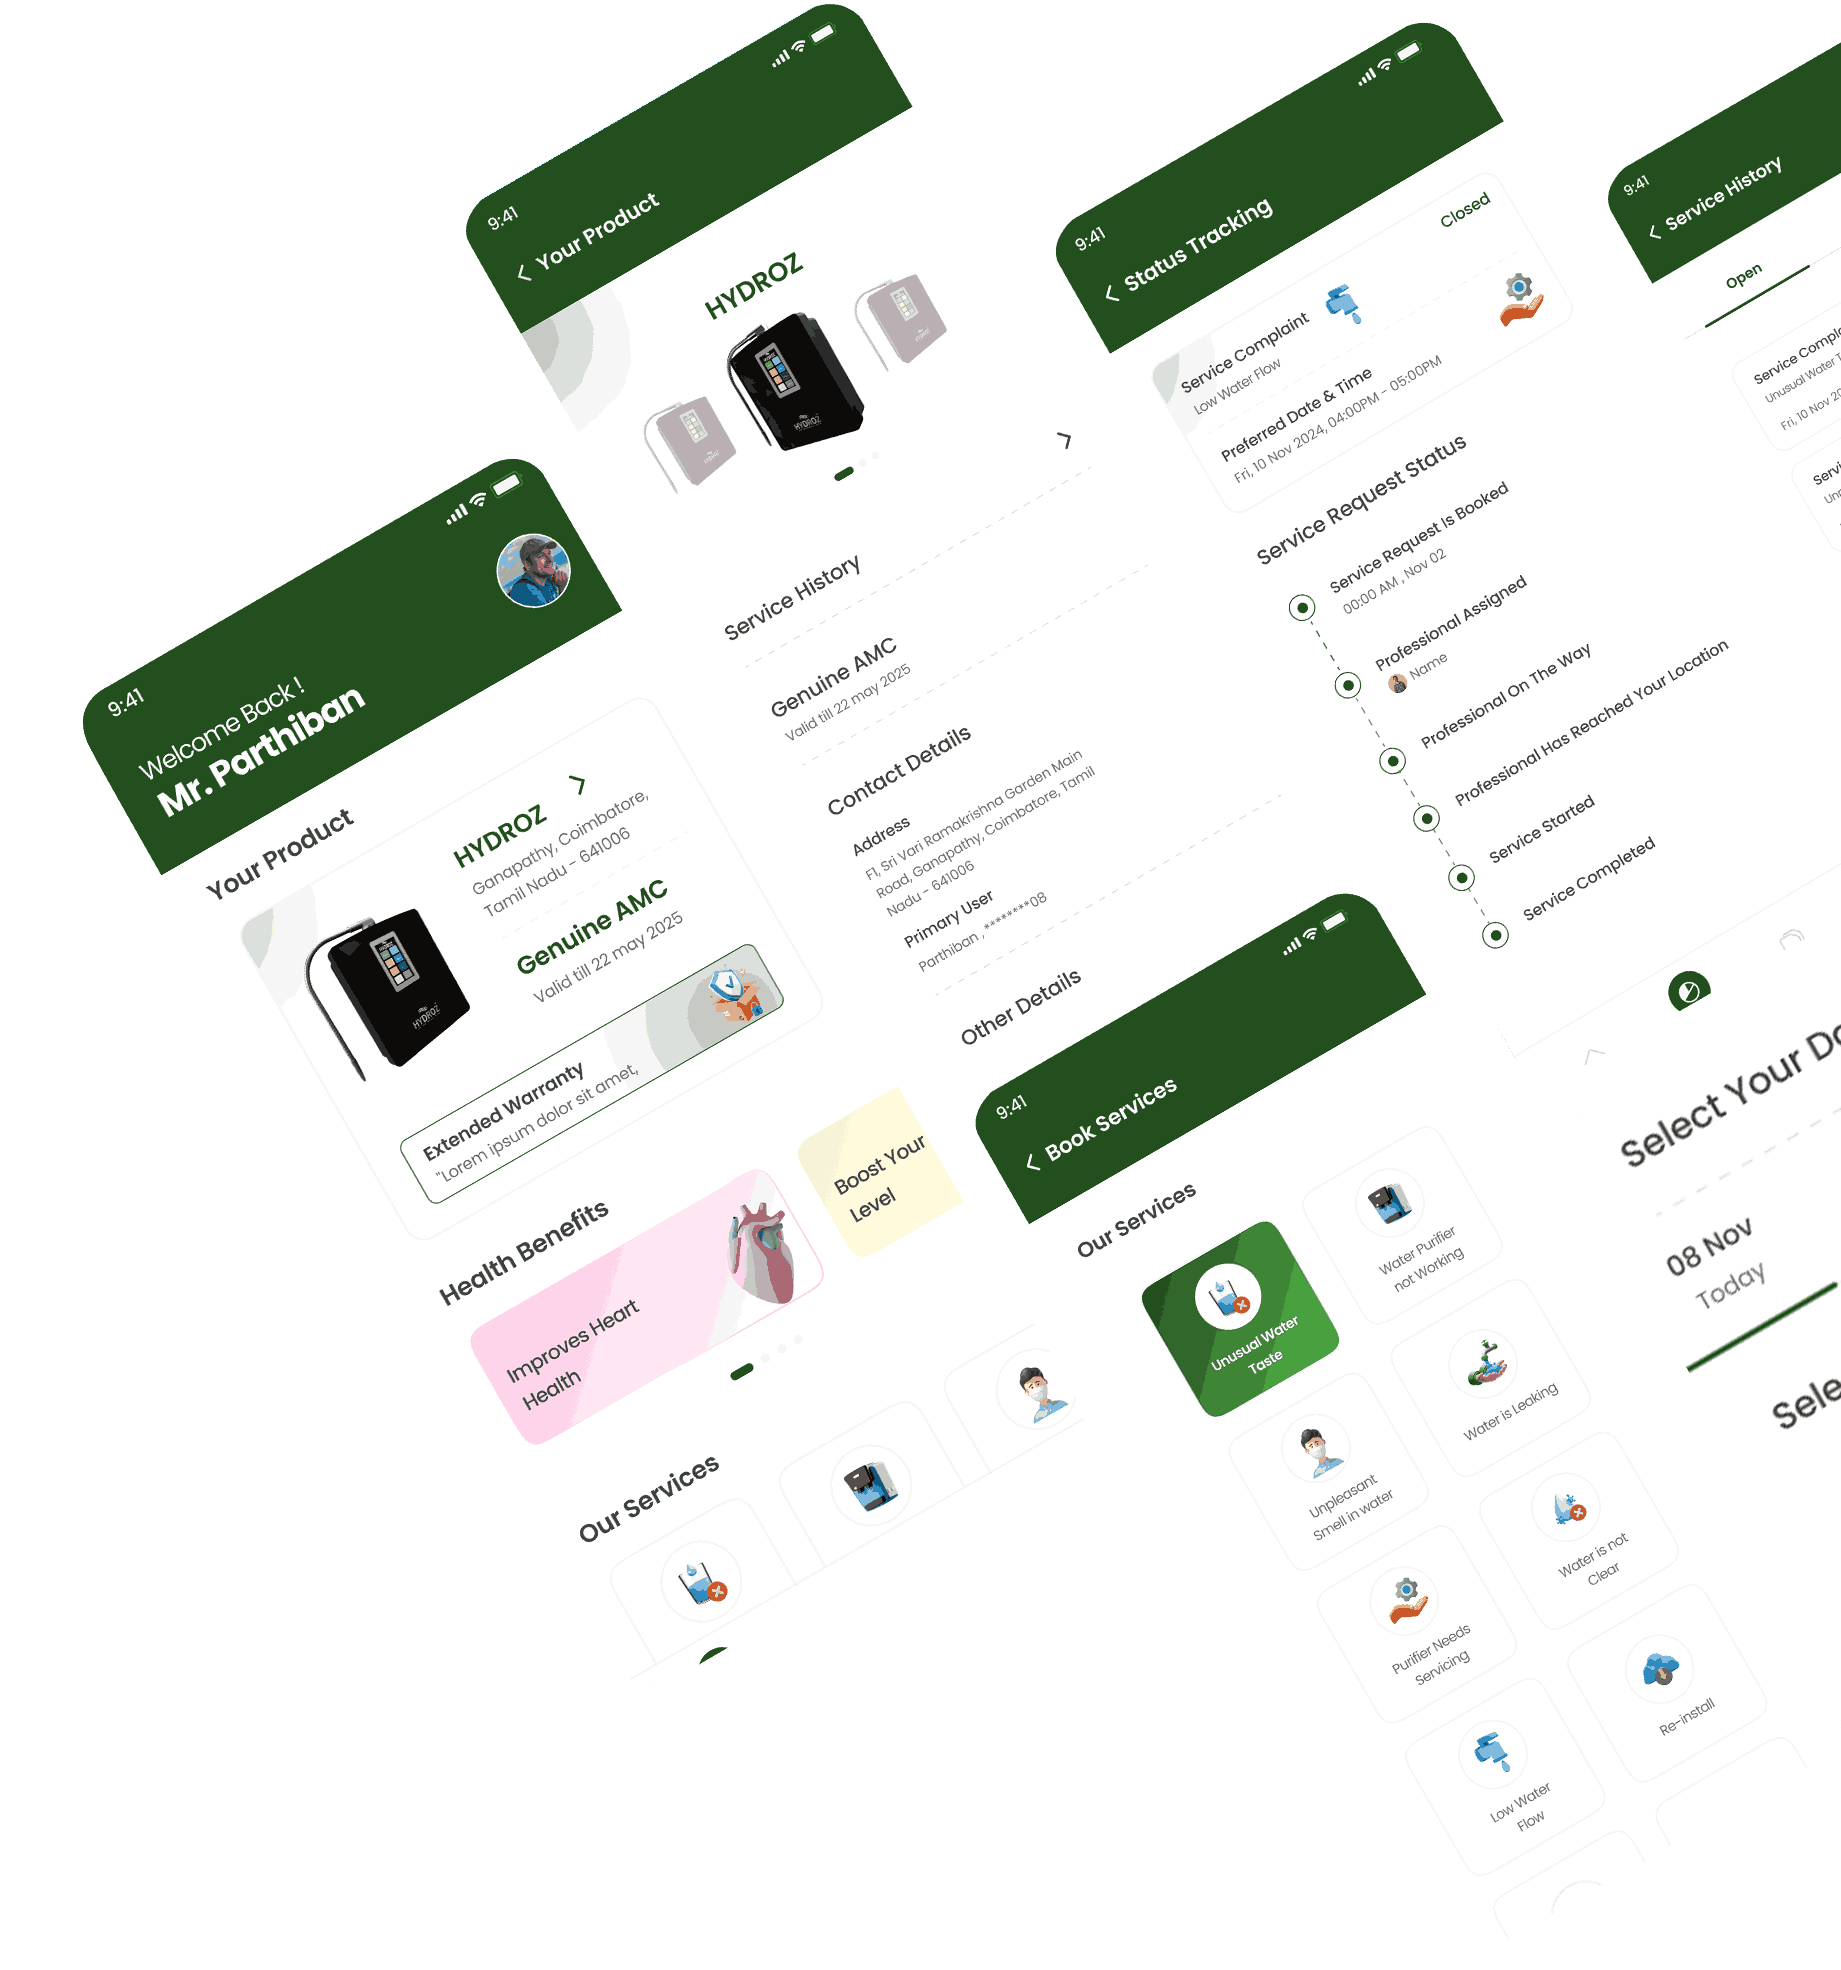 9:41
Welcome Back !
Mr. Parthiban
Your Product
HYDROZ
Ganapathy, Coimbatore,
Tamil Nadu - 641006
Genuine AMC
Valid till 22 may 2025
HYDROZ
Extended Warranty
"Lorem ipsum dolor sit amet,
Health Benefits
Improves Heart
Health
Boost Your
Level
Our Services
9:41
Your Product
HYDROZ
HYDROZ
Service History
Genuine AMC
Valid till 22 may 2025
Contact Details
Address
F1, Sri Vari Ramakrishna Garden Main
Road, Ganapathy, Coimbatore, Tamil
Nadu - 641006
Primary User
Parthiban , ********08
Other Details
9:41
Status Tracking
Closed
Service Complaint
Low Water Flow
Preferred Date & Time
Fri, 10 Nov 2024, 04:00PM - 05:00PM
Service Request Status
Service Request Is Booked
00:00 AM , Nov 02
Professional Assigned
Name
Professional On The Way
Professional Has Reached Your Location
Service Started
Service Completed
9:41
Book Services
Our Services
Unusual Water
Taste
Water Purifier
not Working
Unpleasant
Smell in water
Water is Leaking
Purifier Needs
Servicing
Water is not
Clear
Low Water
Flow
Re-install
9:41
Service History
Open
Service Compla
Unusual Water T
Fri, 10 Nov 20
Servi
Unp
Select Your Da
08 Nov
Today
Sele